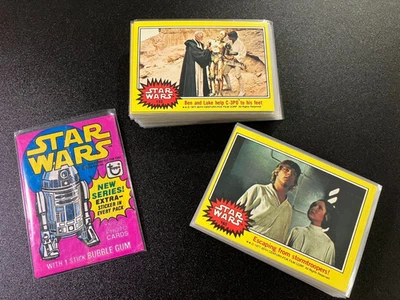 STAR
WARS
Ben and Luke help C-3PO to his feet
STAR
WARS
NEW
SERIES!
EXTRA-
STICKER IN
EVERY PACK
CARDS
WITH 1 STICK BUBBLE GUM
STAR
WARS
Escaping from stormtroopers!